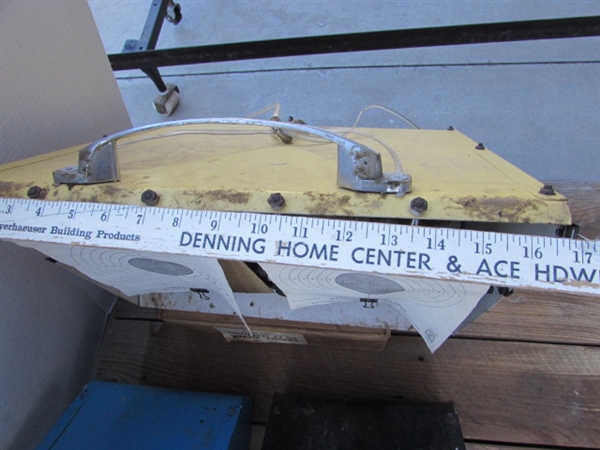 3 4 5 6 7 8 9 10 11 12 13 14 15 16 17
yerhaeuser Building Products DENNING HOME CENTER & ACE HDW